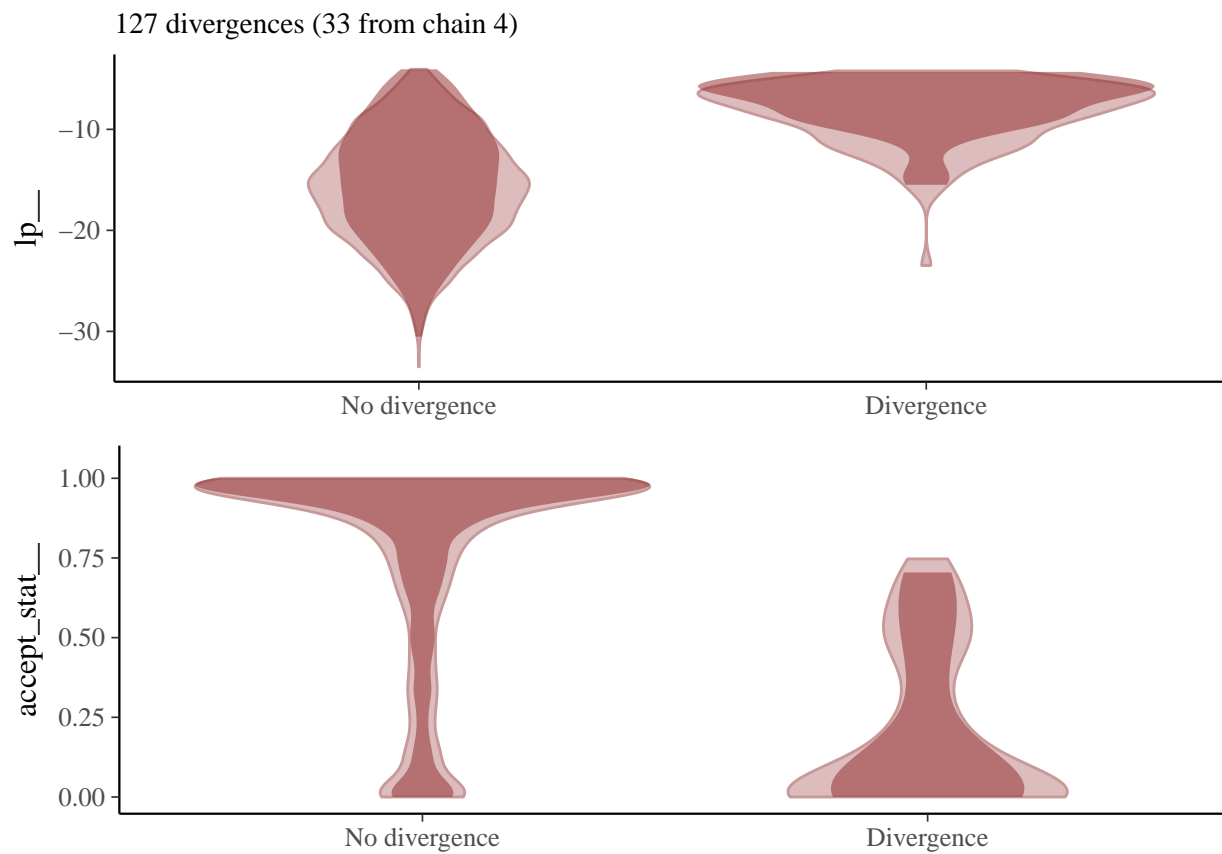 127 divergences (33 from chain 4)
lp__
−10
−20
−30
No divergence
Divergence
accept_stat__
1.00
0.75
0.50
0.25
0.00
No divergence
Divergence